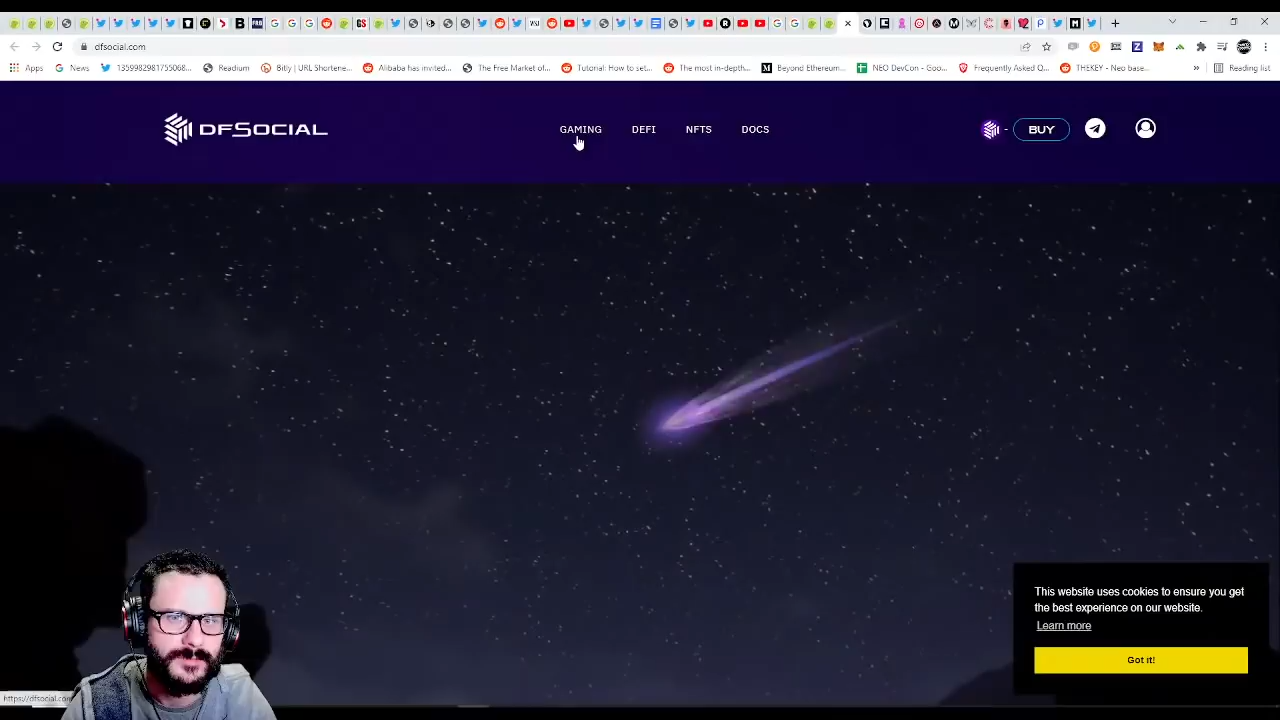 dfsocial.com
Apps
News
1359982981755068...
Readium
Bitly | URL Shortene...
Alibaba has invited...
The Free Market of...
Tutorial: How to set...
The most in-depth...
Beyond Ethereum...
NEO DevCon - Goo...
Frequently Asked Q...
THEKEY - Neo base...
»
Reading list
DFSOCIAL
GAMING
DEFI
NFTS
DOCS
-
BUY
This website uses cookies to ensure you get
the best experience on our website.
Learn more
Got it!
https://dfsocial.com